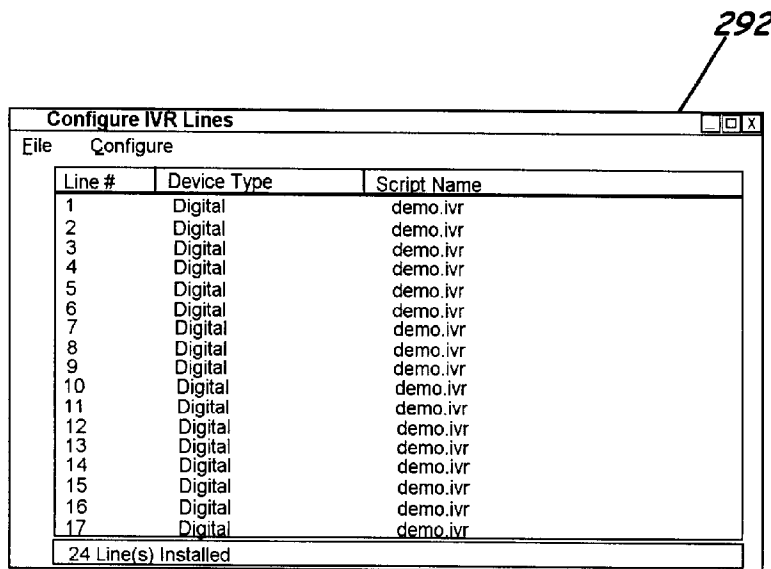 292
Configure IVR Lines _ □ X
File Configure
Line # Device Type Script Name
1 Digital demo.ivr
2 Digital demo.ivr
3 Digital demo.ivr
4 Digital demo.ivr
5 Digital demo.ivr
6 Digital demo.ivr
7 Digital demo.ivr
8 Digital demo.ivr
9 Digital demo.ivr
10 Digital demo.ivr
11 Digital demo.ivr
12 Digital demo.ivr
13 Digital demo.ivr
14 Digital demo.ivr
15 Digital demo.ivr
16 Digital demo.ivr
17 Digital demo.ivr
24 Line(s) Installed